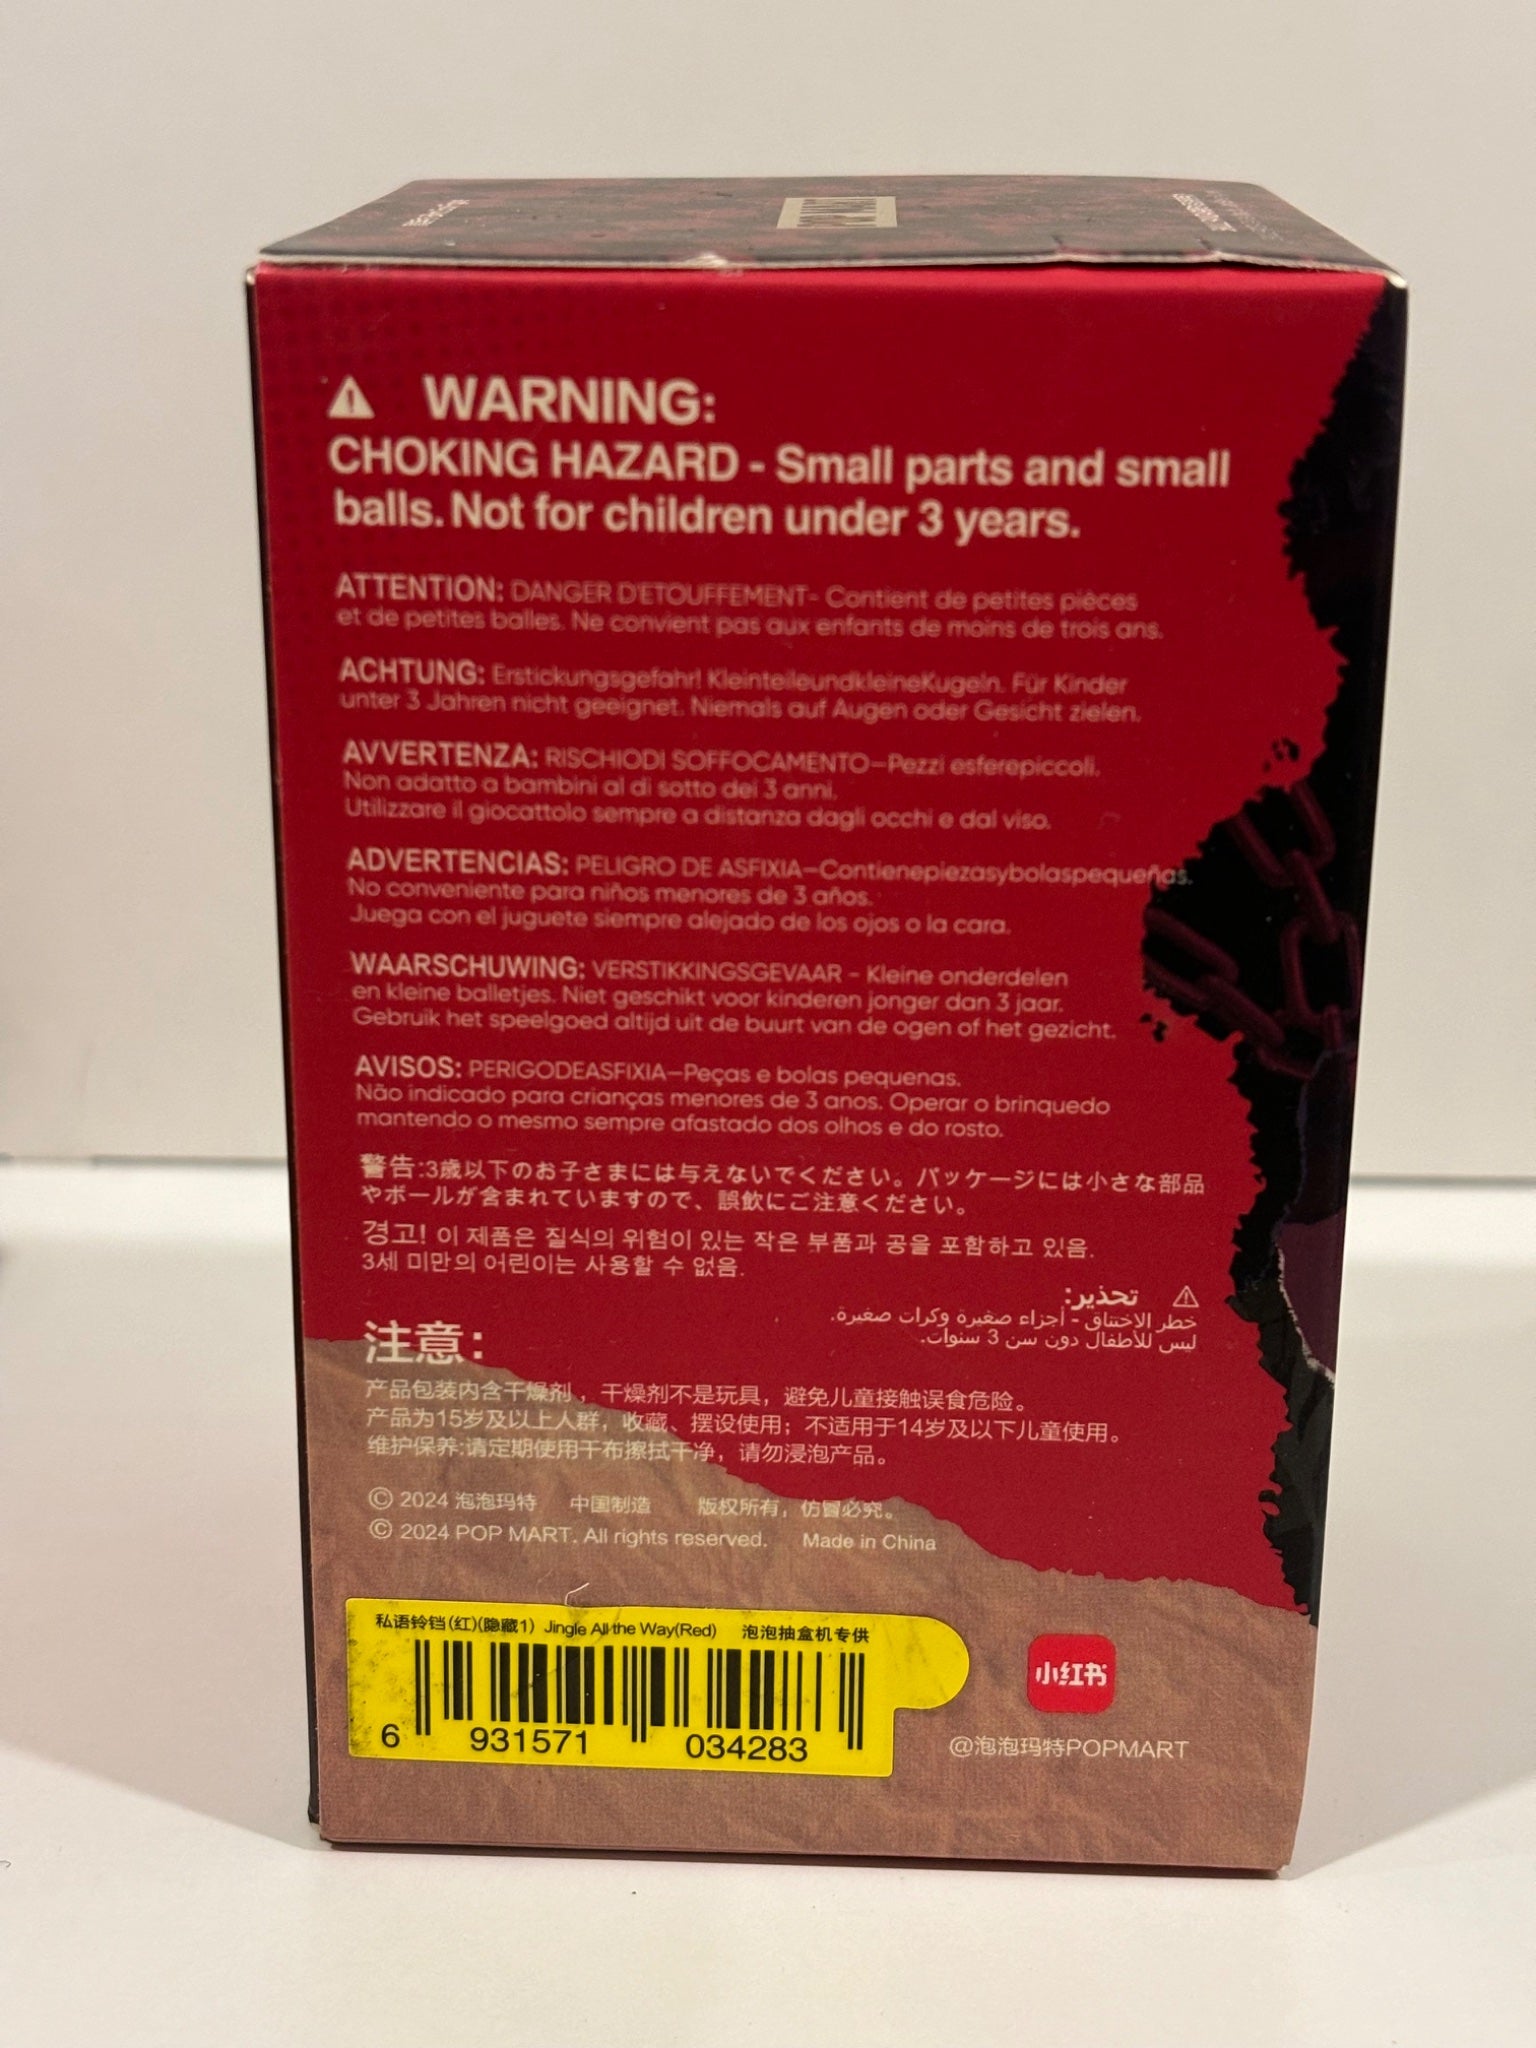 POP MART
WARNING:
CHOKING HAZARD - Small parts and small
balls. Not for children under 3 years.
ATTENTION: DANGER D'ETOUFFEMENT- Contient de petites pièces
et de petites balles. Ne convient pas aux enfants de moins de trois ans.
ACHTUNG: Erstickungsgefahr! KleinteileundkleineKugeln. Für Kinder
unter 3 Jahren nicht geeignet. Niemals auf Augen oder Gesicht zielen.
AVVERTENZA: RISCHIODI SOFFOCAMENTO—Pezzi esferepiccoli.
Non adatto a bambini al di sotto dei 3 anni.
Utilizzare il giocattolo sempre a distanza dagli occhi e dal viso.
ADVERTENCIAS: PELIGRO DE ASFIXIA—Contienepiezasybolaspequeñas.
No conveniente para niños menores de 3 años.
Juega con el juguete siempre alejado de los ojos o la cara.
WAARSCHUWING: VERSTIKKINGSGEVAAR - Kleine onderdelen
en kleine balletjes. Niet geschikt voor kinderen jonger dan 3 jaar.
Gebruik het speelgoed altijd uit de buurt van de ogen of het gezicht.
AVISOS: PERIGODEASFIXIA—Peças e bolas pequenas.
Não indicado para crianças menores de 3 anos. Operar o brinquedo
mantendo o mesmo sempre afastado dos olhos e do rosto.
警告:3歳以下のお子さまには与えないでください。パッケージには小さな部品
やボールが含まれていますので、誤飲にご注意ください。
경고! 이 제품은 질식의 위험이 있는 작은 부품과 공을 포함하고 있음.
3세 미만의 어린이는 사용할 수 없음.
تحذير:
خطر الاختناق - أجزاء صغيرة وكرات صغيرة.
ليس للأطفال دون سن 3 سنوات.
注意:
产品包装内含干燥剂，干燥剂不是玩具，避免儿童接触误食危险。
产品为15岁及以上人群，收藏、摆设使用；不适用于14岁及以下儿童使用。
维护保养:请定期使用干布擦拭干净，请勿浸泡产品。
© 2024 泡泡玛特 中国制造 版权所有，仿冒必究。
© 2024 POP MART. All rights reserved. Made in China
私语铃铛(红)(隐藏1) Jingle All the Way(Red) 泡泡抽盒机专供
6 931571 034283
小红书
@泡泡玛特POPMART